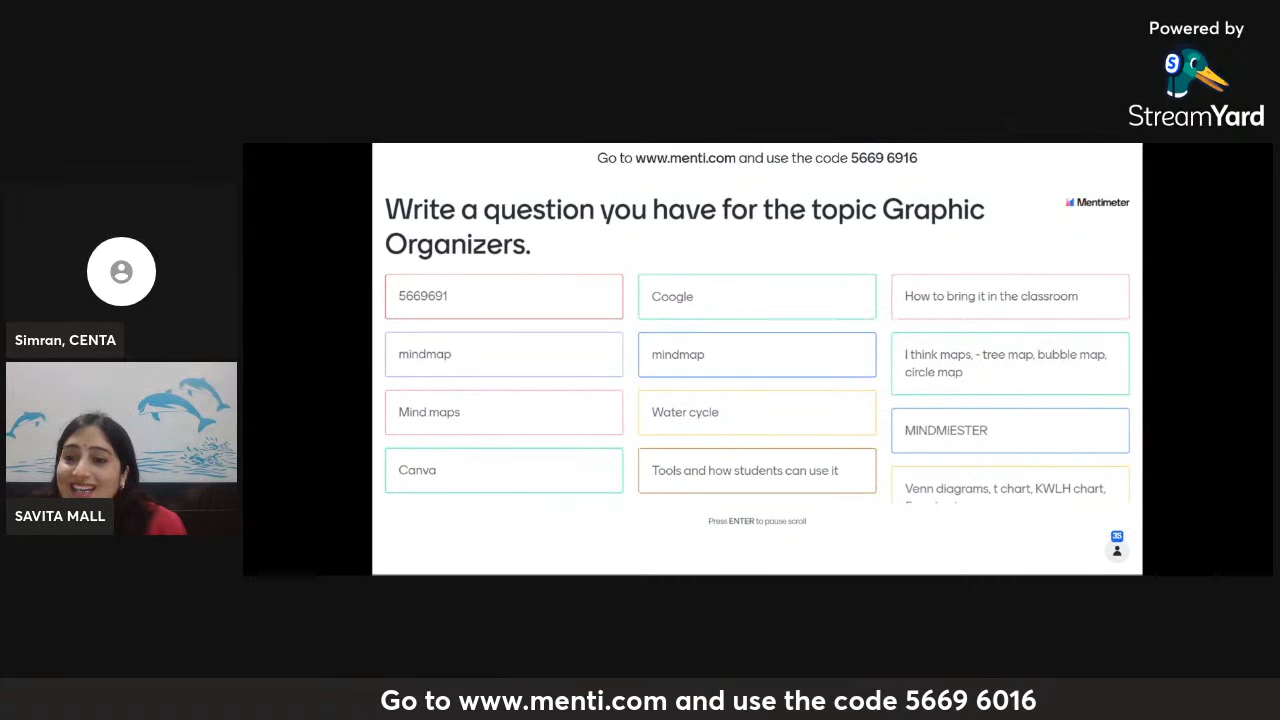 Powered by
StreamYard
Go to www.menti.com and use the code 5669 6916
Write a question you have for the topic Graphic
Organizers.
Mentimeter
5669691
Coogle
How to bring it in the classroom
mindmap
mindmap
I think maps, - tree map, bubble map,
circle map
Mind maps
Water cycle
MINDMIESTER
Canva
Tools and how students can use it
Venn diagrams, t chart, KWLH chart,
Press ENTER to pause scroll
35
Simran, CENTA
SAVITA MALL
Go to www.menti.com and use the code 5669 6016